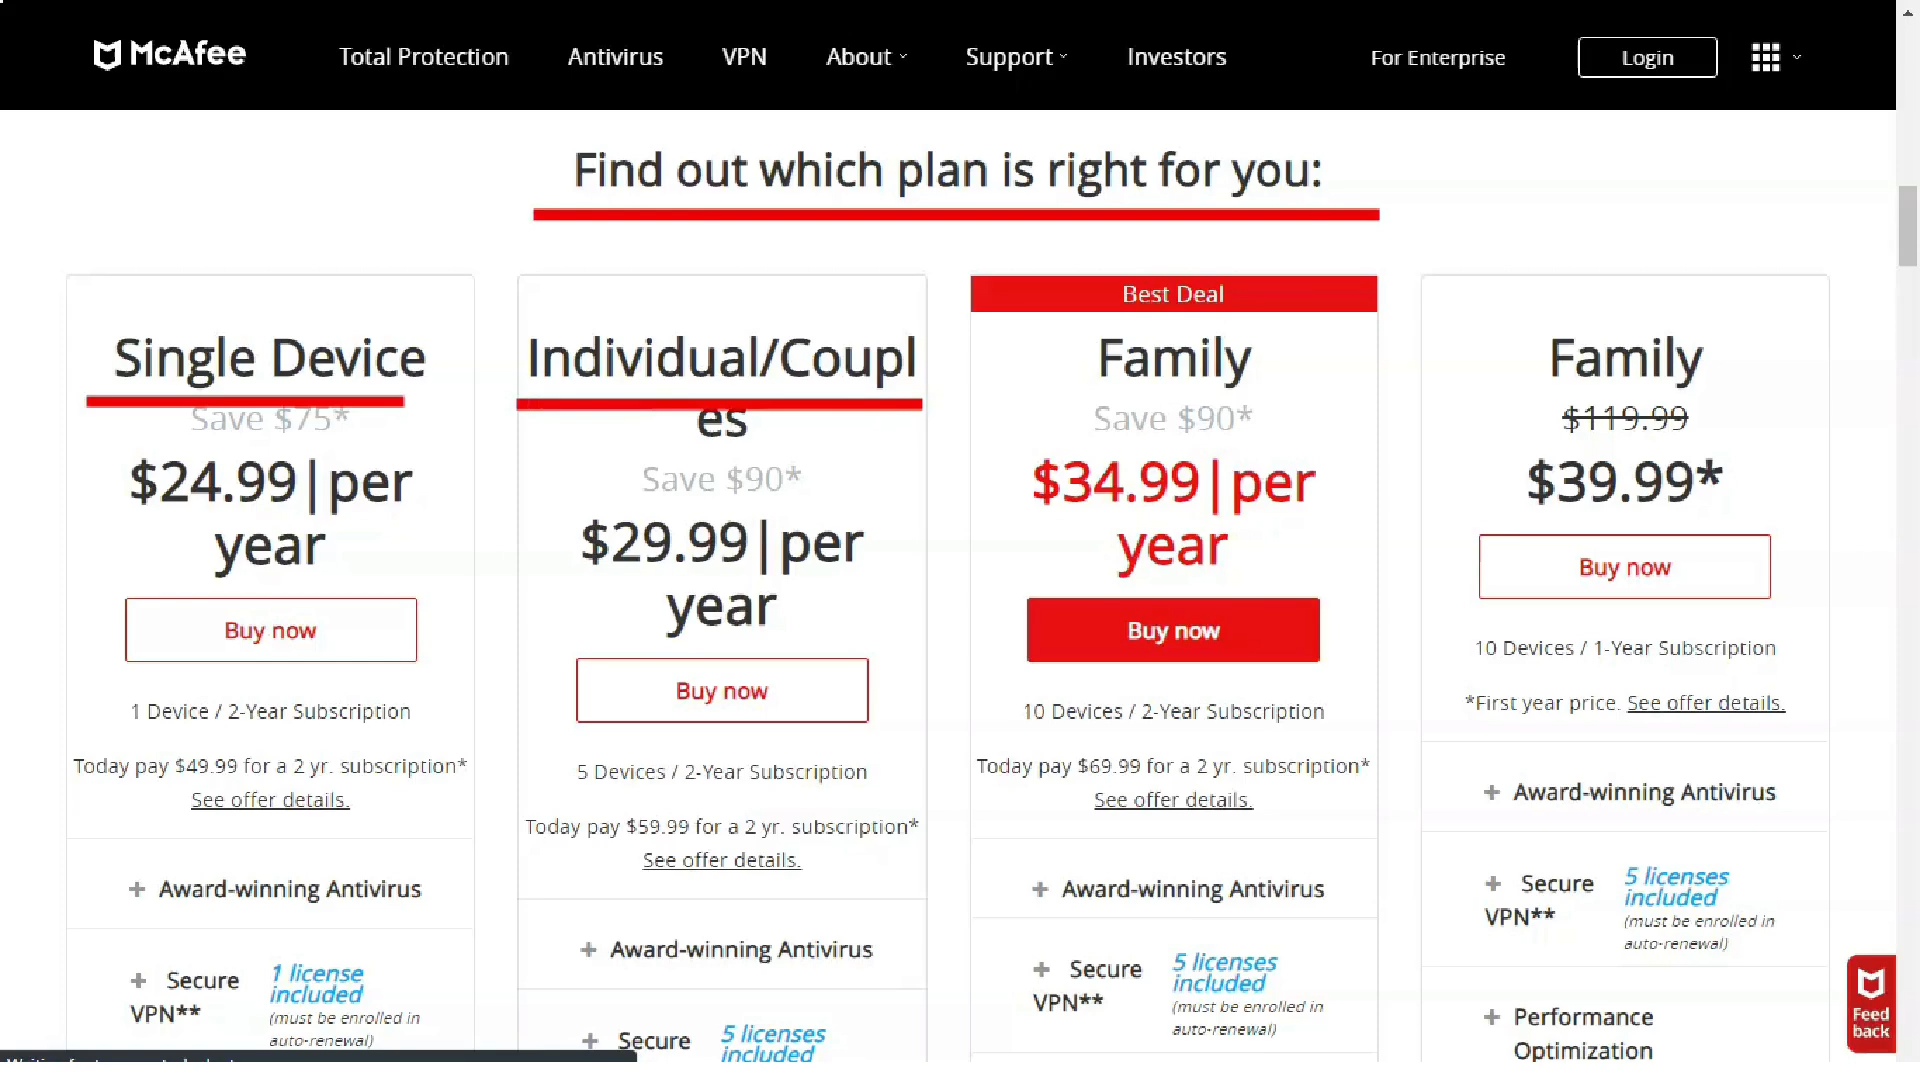 McAfee Total Protection Antivirus VPN About Support Investors For Enterprise Login
Find out which plan is right for you:
Single Device
Save $75*
$24.99|per
year
Buy now
1 Device / 2-Year Subscription
Today pay $49.99 for a 2 yr. subscription*
See offer details.
+ Award-winning Antivirus
+ Secure
VPN**
1 license
included
(must be enrolled in
auto-renewal)
Individual/Coupl
es
Save $90*
$29.99|per
year
Buy now
5 Devices / 2-Year Subscription
Today pay $59.99 for a 2 yr. subscription*
See offer details.
+ Award-winning Antivirus
+ Secure
5 licenses
included
Best Deal
Family
Save $90*
$34.99|per
year
Buy now
10 Devices / 2-Year Subscription
Today pay $69.99 for a 2 yr. subscription*
See offer details.
+ Award-winning Antivirus
+ Secure
VPN**
5 licenses
included
(must be enrolled in
auto-renewal)
Family
$119.99
$39.99*
Buy now
10 Devices / 1-Year Subscription
*First year price. See offer details.
+ Award-winning Antivirus
+ Secure
VPN**
5 licenses
included
(must be enrolled in
auto-renewal)
+ Performance
Optimization
Feed
back